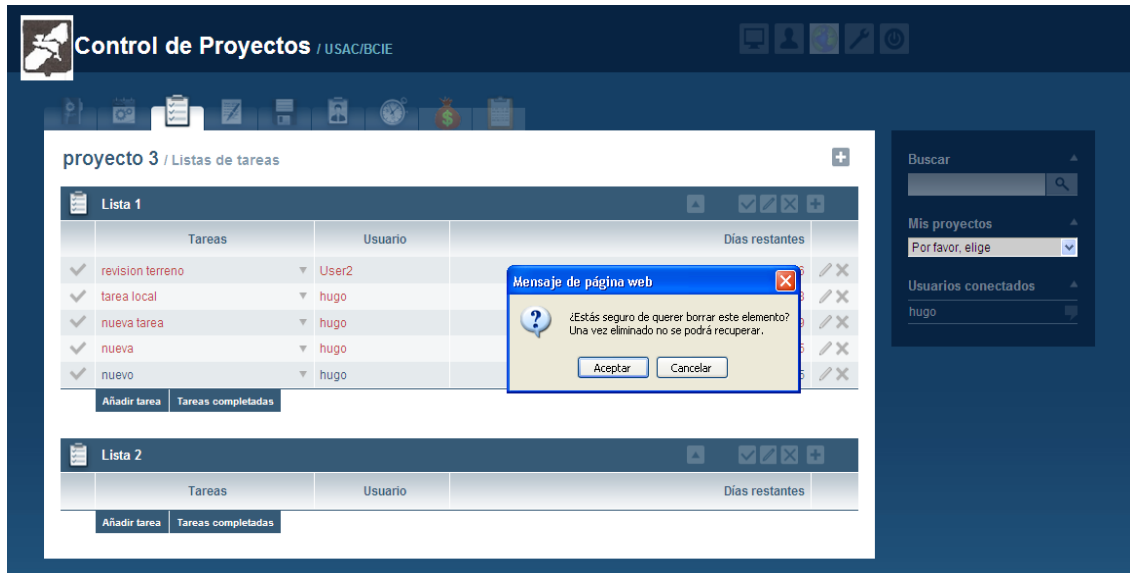 Control de Proyectos / USAC/BCIE
proyecto 3 / Listas de tareas
Lista 1
Tareas Usuario Días restantes
revision terreno User2
tarea local hugo
nueva tarea hugo
nueva hugo
nuevo hugo
Añadir tarea Tareas completadas
Mensaje de página web
¿Estás seguro de querer borrar este elemento?
Una vez eliminado no se podrá recuperar.
Aceptar Cancelar
Lista 2
Tareas Usuario Días restantes
Añadir tarea Tareas completadas
Buscar
Mis proyectos
Por favor, elige
Usuarios conectados
hugo